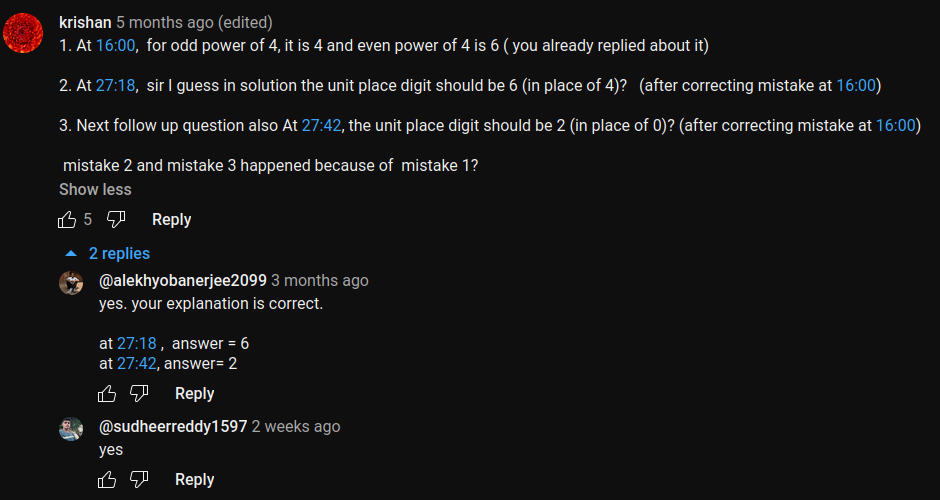 krishan 5 months ago (edited)
1. At 16:00, for odd power of 4, it is 4 and even power of 4 is 6 ( you already replied about it)
2. At 27:18, sir I guess in solution the unit place digit should be 6 (in place of 4)? (after correcting mistake at 16:00)
3. Next follow up question also At 27:42, the unit place digit should be 2 (in place of 0)? (after correcting mistake at 16:00)
mistake 2 and mistake 3 happened because of mistake 1?
Show less
5 Reply
2 replies
@alekhyobanerjee2099 3 months ago
yes. your explanation is correct.
at 27:18 , answer = 6
at 27:42, answer= 2
Reply
@sudheerreddy1597 2 weeks ago
yes
Reply